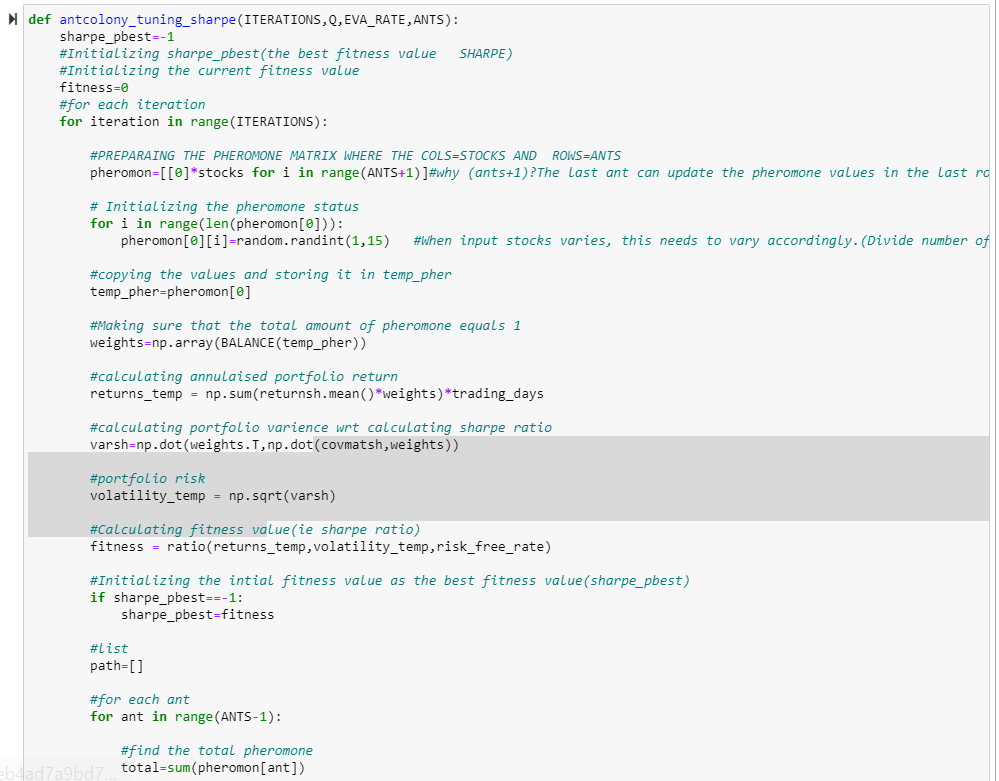 def antcolony_tuning_sharpe(ITERATIONS,Q,EVA_RATE,ANTS):
    sharpe_pbest=-1
    #Initializing sharpe_pbest(the best fitness value   SHARPE)
    #Initializing the current fitness value
    fitness=0
    #for each iteration
    for iteration in range(ITERATIONS):

        #PREPARAING THE PHEROMONE MATRIX WHERE THE COLS=STOCKS AND  ROWS=ANTS
        pheromon=[[0]*stocks for i in range(ANTS+1)]#why (ants+1)?The last ant can update the pheromone values in the last ro

        # Initializing the pheromone status
        for i in range(len(pheromon[0])):
            pheromon[0][i]=random.randint(1,15)   #When input stocks varies, this needs to vary accordingly.(Divide number of

        #copying the values and storing it in temp_pher
        temp_pher=pheromon[0]

        #Making sure that the total amount of pheromone equals 1
        weights=np.array(BALANCE(temp_pher))

        #calculating annulaised portfolio return
        returns_temp = np.sum(returnsh.mean()*weights)*trading_days

        #calculating portfolio varience wrt calculating sharpe ratio
        varsh=np.dot(weights.T,np.dot(covmatsh,weights))

        #portfolio risk
        volatility_temp = np.sqrt(varsh)

        #Calculating fitness value(ie sharpe ratio)
        fitness = ratio(returns_temp,volatility_temp,risk_free_rate)

        #Initializing the intial fitness value as the best fitness value(sharpe_pbest)
        if sharpe_pbest==-1:
            sharpe_pbest=fitness

        #list
        path=[]

        #for each ant
        for ant in range(ANTS-1):

            #find the total pheromone
            total=sum(pheromon[ant])
eb4ad7a9bd7...